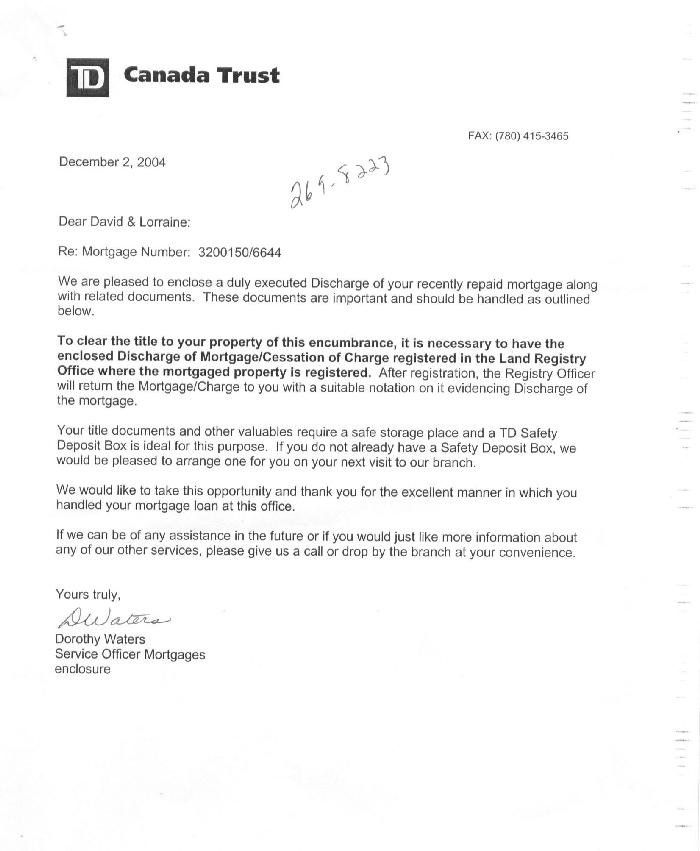 TD Canada Trust
FAX: (780) 415-3465
December 2, 2004
269-8223
Dear David & Lorraine:
Re: Mortgage Number: 3200150/6644
We are pleased to enclose a duly executed Discharge of your recently repaid mortgage along
with related documents. These documents are important and should be handled as outlined
below.
To clear the title to your property of this encumbrance, it is necessary to have the
enclosed Discharge of Mortgage/Cessation of Charge registered in the Land Registry
Office where the mortgaged property is registered. After registration, the Registry Officer
will return the Mortgage/Charge to you with a suitable notation on it evidencing Discharge of
the mortgage.
Your title documents and other valuables require a safe storage place and a TD Safety
Deposit Box is ideal for this purpose. If you do not already have a Safety Deposit Box, we
would be pleased to arrange one for you on your next visit to our branch.
We would like to take this opportunity and thank you for the excellent manner in which you
handled your mortgage loan at this office.
If we can be of any assistance in the future or if you would just like more information about
any of our other services, please give us a call or drop by the branch at your convenience.
Yours truly,
DWaters
Dorothy Waters
Service Officer Mortgages
enclosure